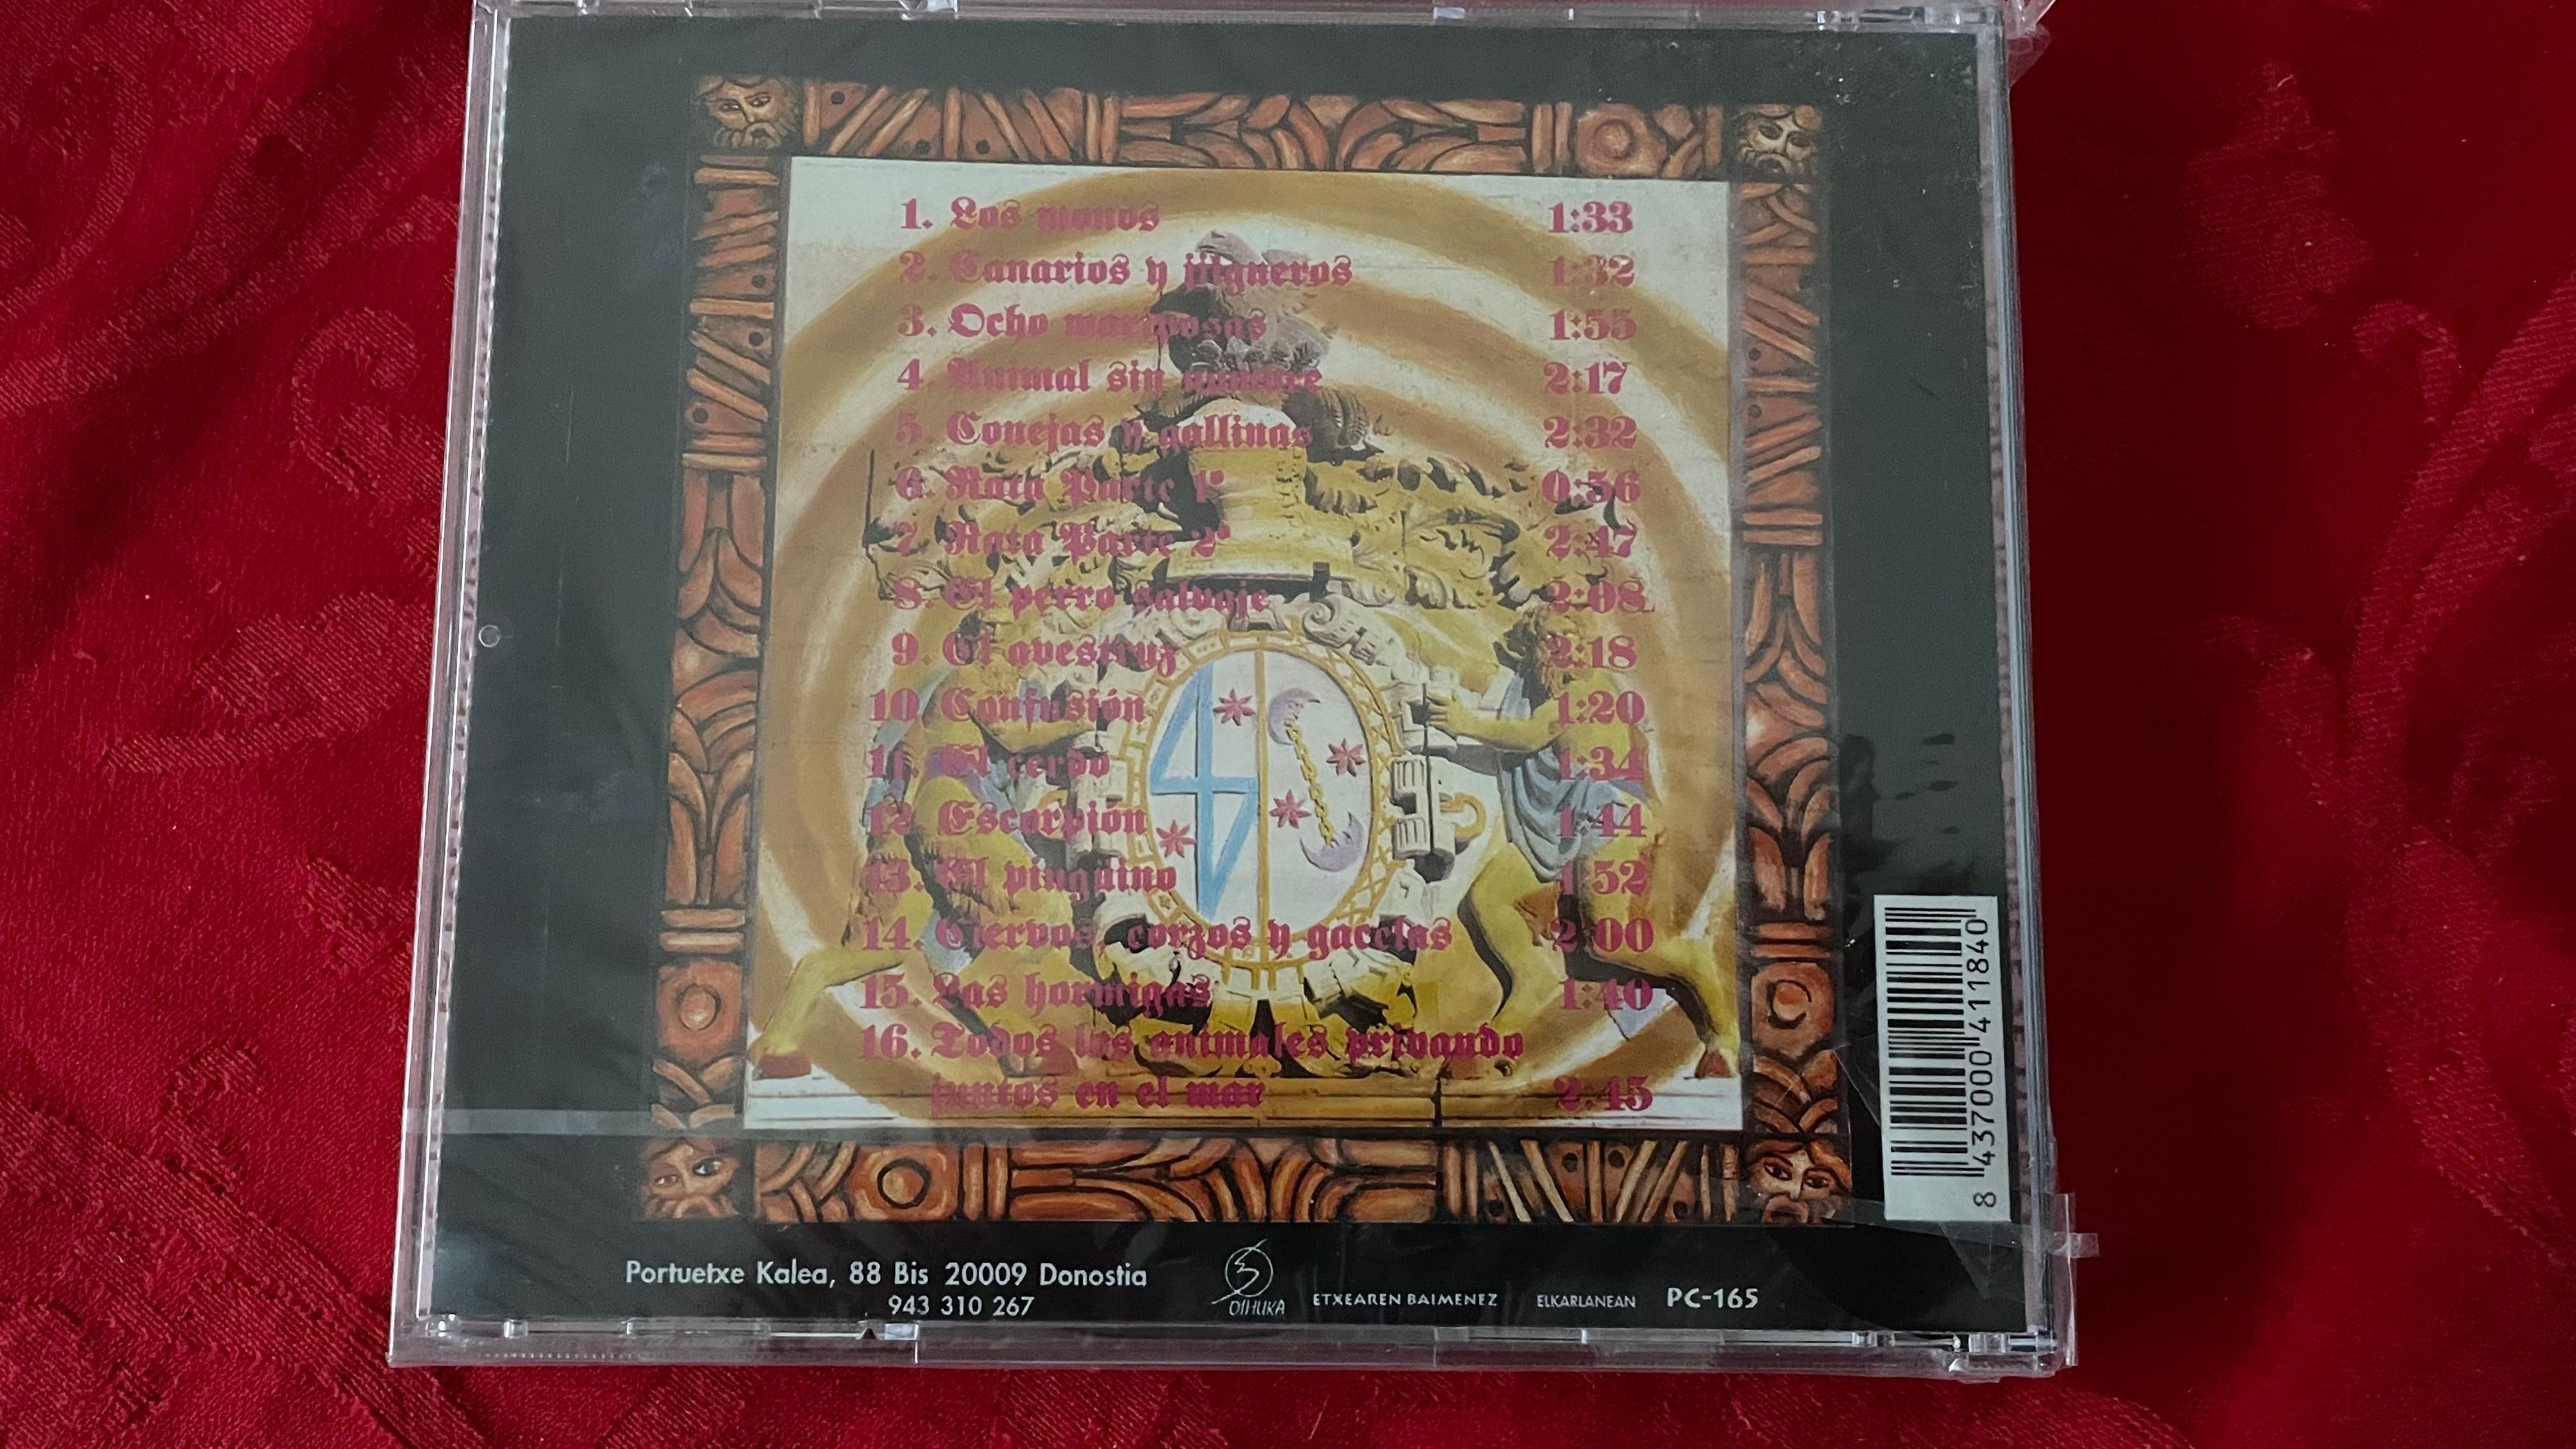 1. Los monos 1:33
2. Canarios y jilgueros 1:32
3. Ocho mariposas 1:55
4. Animal sin nombre 2:17
5. Conejas y gallinas 2:32
6. Rata Parte 1ª 0:56
7. Rata Parte 2ª 2:47
8. El perro salvaje 2:08
9. El avestruz 2:18
10. Confusión 1:20
11. El cerdo 1:34
12. Escorpión 1:44
13. El pingüino 1:52
14. Ciervos, corzos y gacelas 2:00
15. Las hormigas 1:40
16. Todos los animales privando
juntos en el mar 2:45
8 437000 411840
Portuetxe Kalea, 88 Bis 20009 Donostia
943 310 267
OIHUKA
ETXEAREN BAIMENEZ ELKARLANEAN PC-165